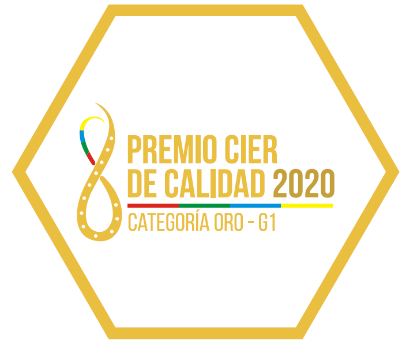 PREMIO CIER
DE CALIDAD 2020
CATEGORÍA ORO - G1